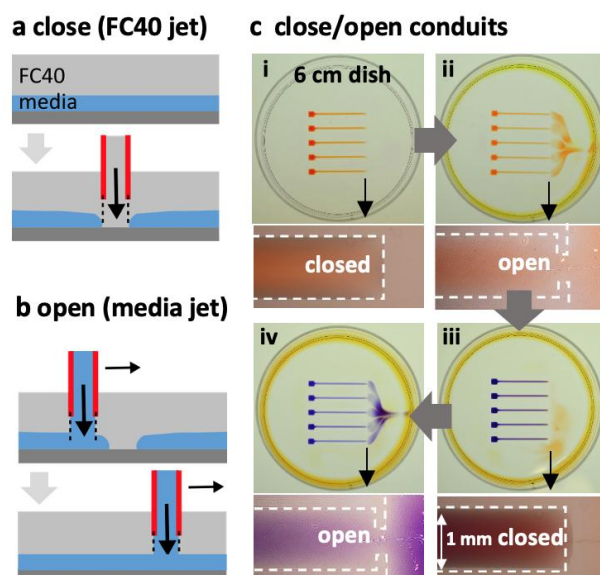 a close (FC40 jet)
FC40
media
b open (media jet)
c close/open conduits
i
6 cm dish
ii
closed
open
iv
iii
open
1 mm closed